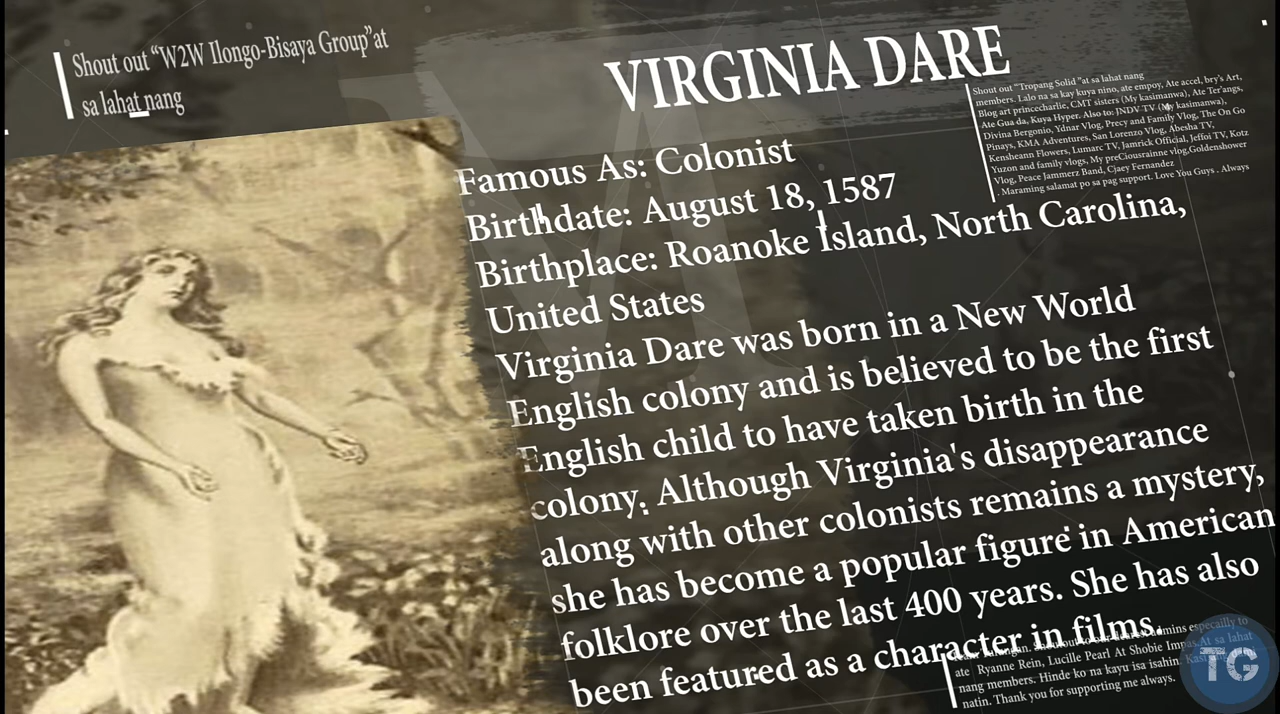 Shout out “W2W Ilongo-Bisaya Group”at
sa lahat nang
VIRGINIA DARE
Shout out “Tropang Solid ”at sa lahat nang
members. Lalo na sa kay kuya nino, ate empoy, Ate accel, bry's Art,
Blog art princecharlie, CMT sisters (My kasimanwa), Ate Ter'angs,
Ate Gua da, Kuya Hyper. Also to: JNDV TV (My kasimanwa),
Divina Bergonio, Ydnar Vlog, Precy and Family Vlog, The On Go
Pinays, KMA Adventures, San Lorenzo Vlog, Abesha TV,
Kensheann Flowers, Lumarc TV, Jamrick Official, Jeffoi TV, Kotz
Yuzon and family vlogs, My preCiousrainne vlog,Goldenshower
Vlog, Peace Jammerz Band, Cjaey Fernandez
. Maraming salamat po sa pag support. Love You Guys . Always
Famous As: Colonist
Birthdate: August 18, 1587
Birthplace: Roanoke Island, North Carolina,
United States
Virginia Dare was born in a New World
English colony and is believed to be the first
English child to have taken birth in the
colony. Although Virginia's disappearance
along with other colonists remains a mystery,
she has become a popular figure in American
folklore over the last 400 years. She has also
been featured as a character in films.
admins especailly to
ate Ryanne Rein, Lucille Pearl At Shobie Impas.At sa lahat
nang members. Hinde ko na kayu isa isahin.
natin. Thank you for supporting me always.
TG